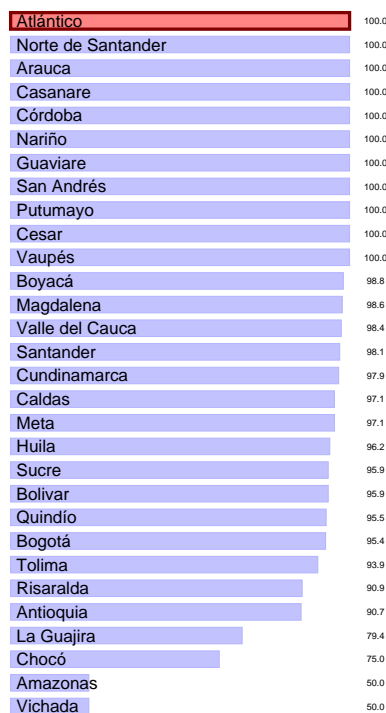 Atlántico 100.0
Norte de Santander 100.0
Arauca 100.0
Casanare 100.0
Córdoba 100.0
Nariño 100.0
Guaviare 100.0
San Andrés 100.0
Putumayo 100.0
Cesar 100.0
Vaupés 100.0
Boyacá 98.8
Magdalena 98.6
Valle del Cauca 98.4
Santander 98.1
Cundinamarca 97.9
Caldas 97.1
Meta 97.1
Huila 96.2
Sucre 95.9
Bolivar 95.9
Quindío 95.5
Bogotá 95.4
Tolima 93.9
Risaralda 90.9
Antioquia 90.7
La Guajira 79.4
Chocó 75.0
Amazonas 50.0
Vichada 50.0